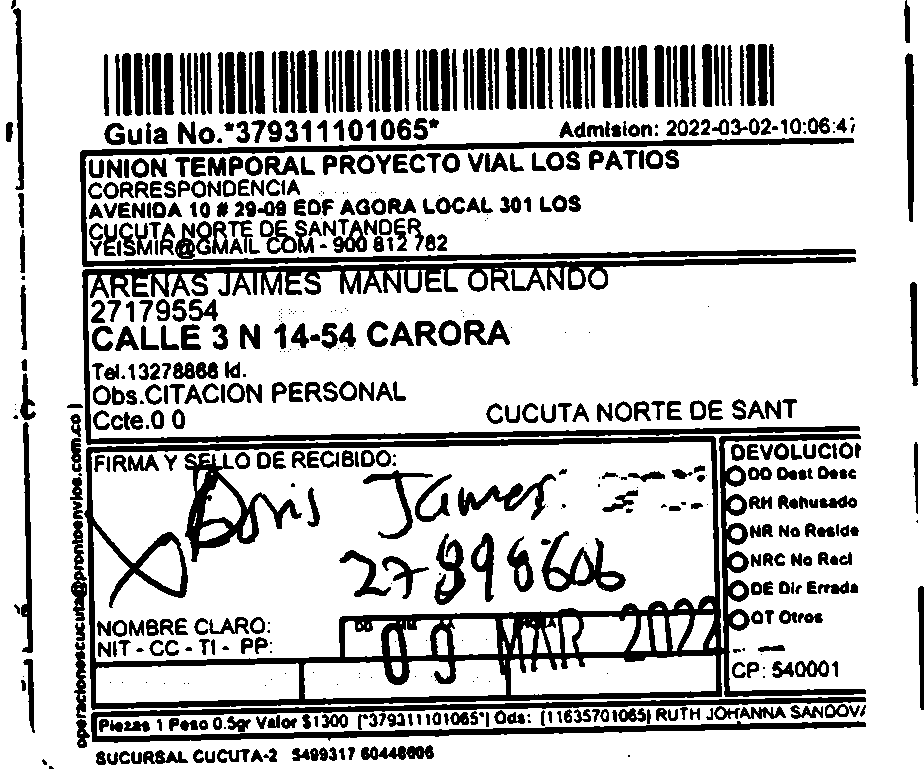 Guia No.*379311101065*
Admision: 2022-03-02-10:06:47
UNION TEMPORAL PROYECTO VIAL LOS PATIOS
CORRESPONDENCIA
AVENIDA 10 # 29-09 EDF AGORA LOCAL 301 LOS
CUCUTA NORTE DE SANTANDER
YEISMIR@GMAIL COM - 900 812 782
ARENAS JAIMES MANUEL ORLANDO
27179554
CALLE 3 N 14-54 CARORA
Tel.13278868 Id.
Obs.CITACION PERSONAL
Ccte.0 0
CUCUTA NORTE DE SANT
operacionescucuta@prontoenvios.com.co |
FIRMA Y SELLO DE RECIBIDO:
Doris Jaimes
27898606
NOMBRE CLARO:
NIT - CC - TI - PP:
09 MAR 2022
DEVOLUCION
DD Dest Desc
RH Rehusado
NR No Reside
NRC No Recl
DE Dir Errada
OT Otros
CP: 540001
Piezas 1 Peso 0.5gr Valor $1300 [*379311101065*] Ods: [11635701065] RUTH JOHANNA SANDOVA
SUCURSAL CUCUTA-2 5499317 60448606